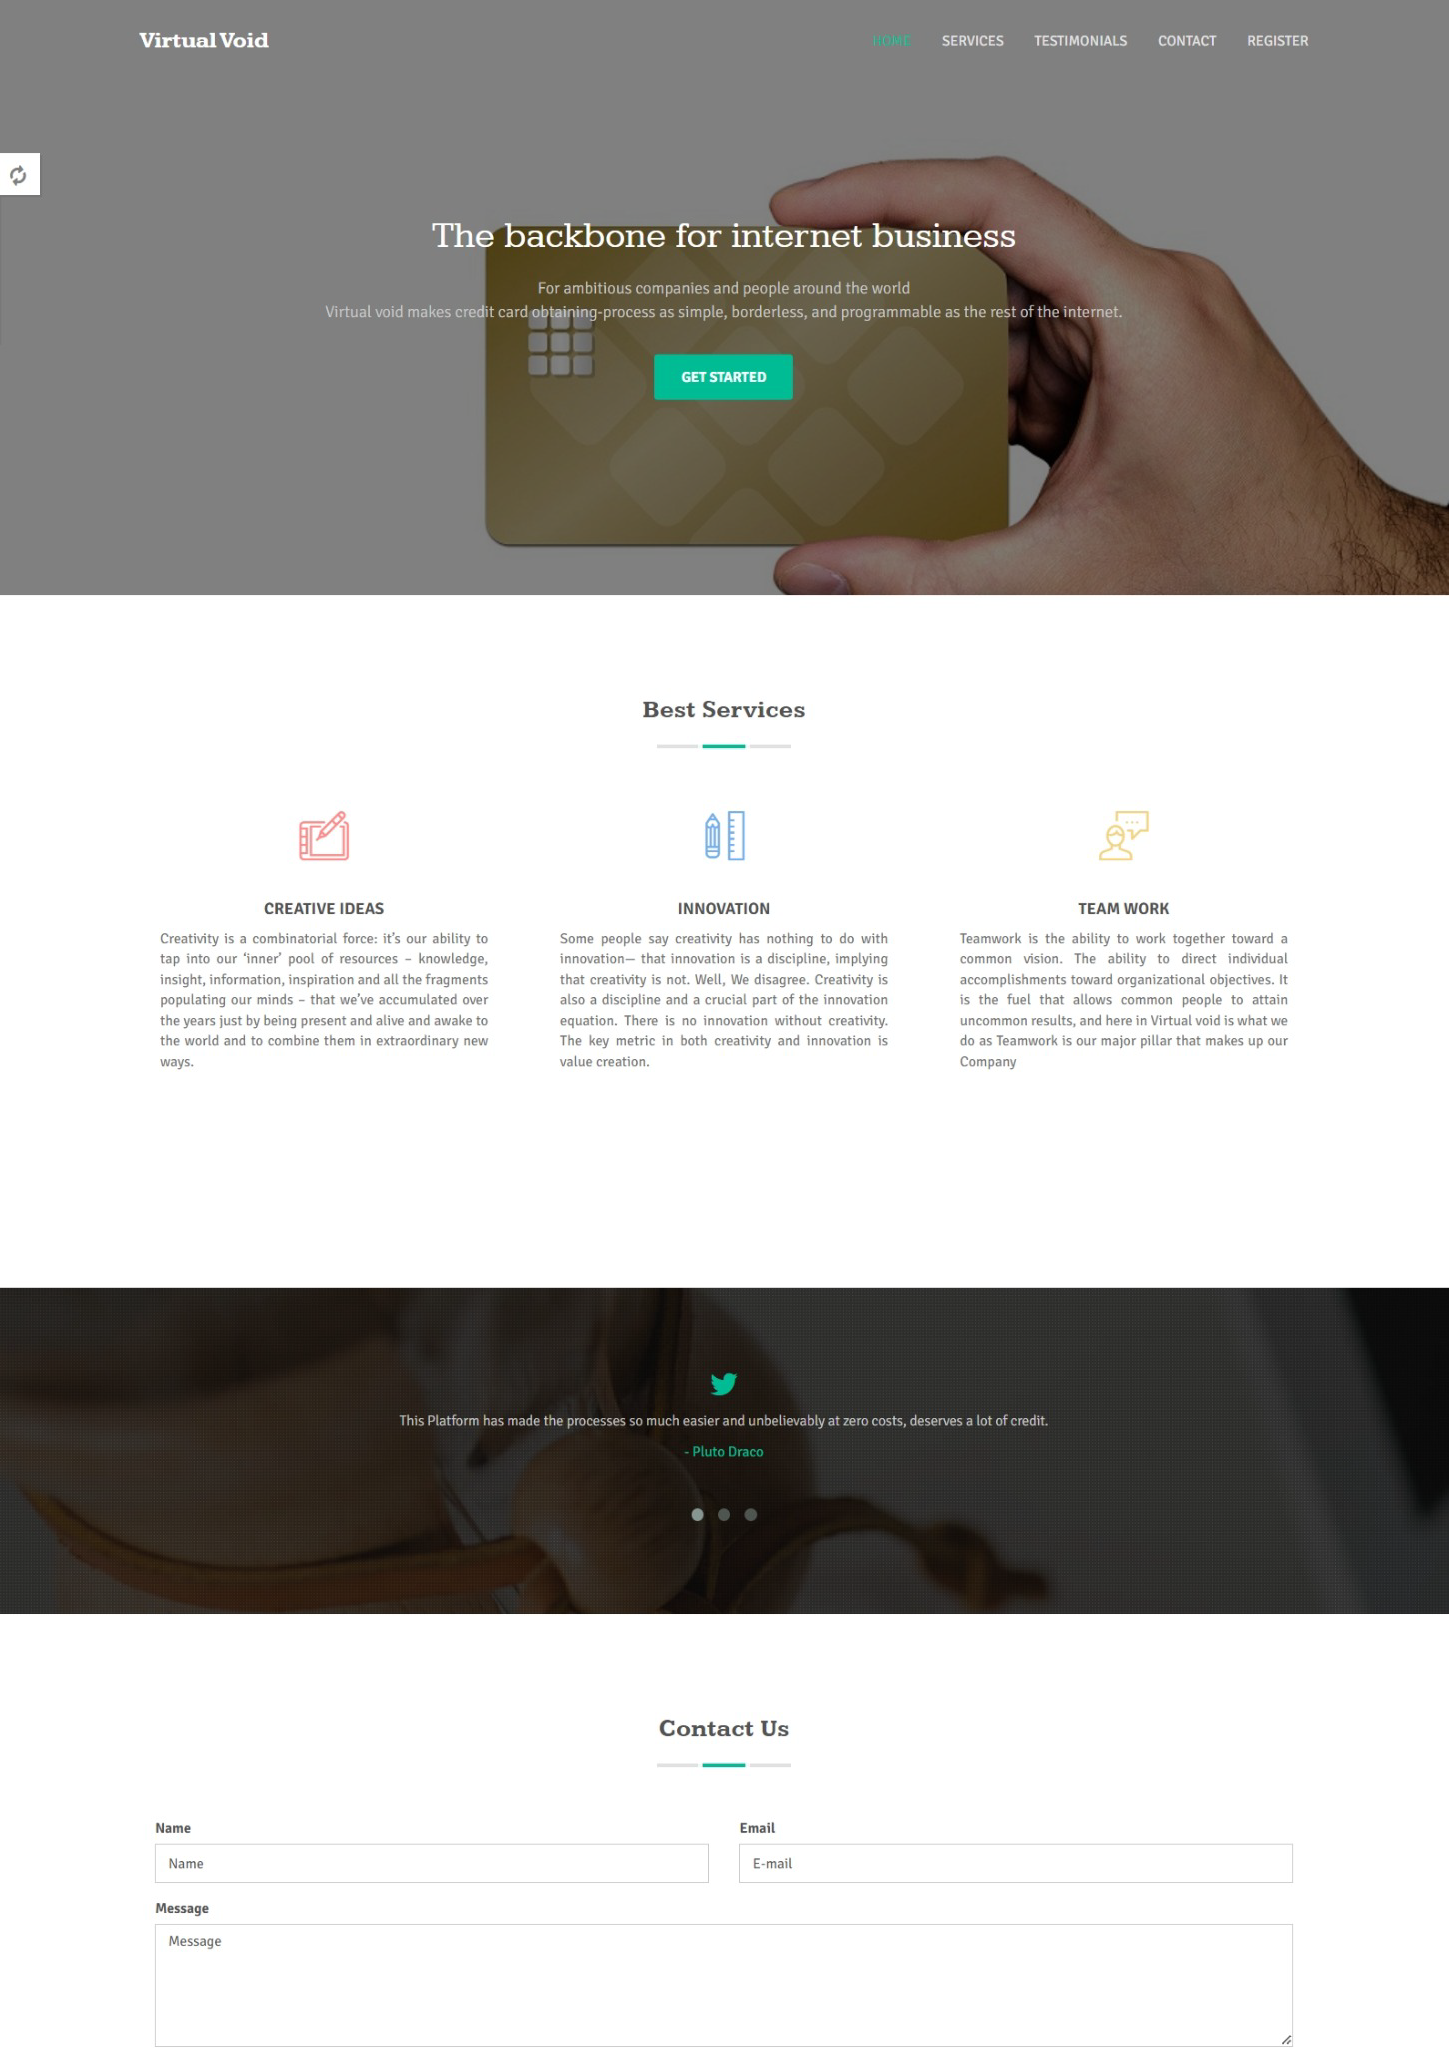 Virtual Void
HOME SERVICES TESTIMONIALS CONTACT REGISTER
The backbone for internet business
For ambitious companies and people around the world
Virtual void makes credit card obtaining-process as simple, borderless, and programmable as the rest of the internet.
GET STARTED
Best Services
CREATIVE IDEAS
Creativity is a combinatorial force: it’s our ability to
tap into our ‘inner’ pool of resources – knowledge,
insight, information, inspiration and all the fragments
populating our minds – that we’ve accumulated over
the years just by being present and alive and awake to
the world and to combine them in extraordinary new
ways.
INNOVATION
Some people say creativity has nothing to do with
innovation— that innovation is a discipline, implying
that creativity is not. Well, We disagree. Creativity is
also a discipline and a crucial part of the innovation
equation. There is no innovation without creativity.
The key metric in both creativity and innovation is
value creation.
TEAM WORK
Teamwork is the ability to work together toward a
common vision. The ability to direct individual
accomplishments toward organizational objectives. It
is the fuel that allows common people to attain
uncommon results, and here in Virtual void is what we
do as Teamwork is our major pillar that makes up our
Company
This Platform has made the processes so much easier and unbelievably at zero costs, deserves a lot of credit.
- Pluto Draco
Contact Us
Name
Name
Email
E-mail
Message
Message